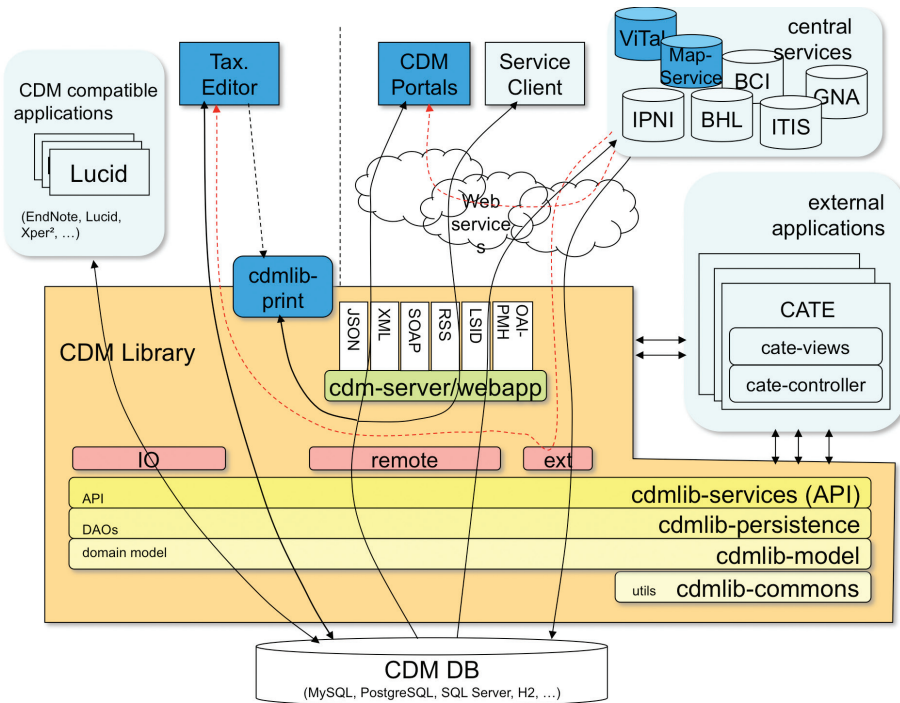 CDM compatible
applications
Lucid
(EndNote, Lucid,
Xper², …)
Tax.
Editor
CDM
Portals
Service
Client
central
services
ViTal
Map-
Service
BCI
GNA
IPNI
BHL
ITIS
Web
service
s
external
applications
CATE
cate-views
cate-controller
cdmlib-
print
CDM Library
JSON
XML
SOAP
RSS
LSID
OAI-
PMH
cdm-server/webapp
IO
remote
ext
API
cdmlib-services (API)
DAOs
cdmlib-persistence
domain model
cdmlib-model
utils
cdmlib-commons
CDM DB
(MySQL, PostgreSQL, SQL Server, H2, …)